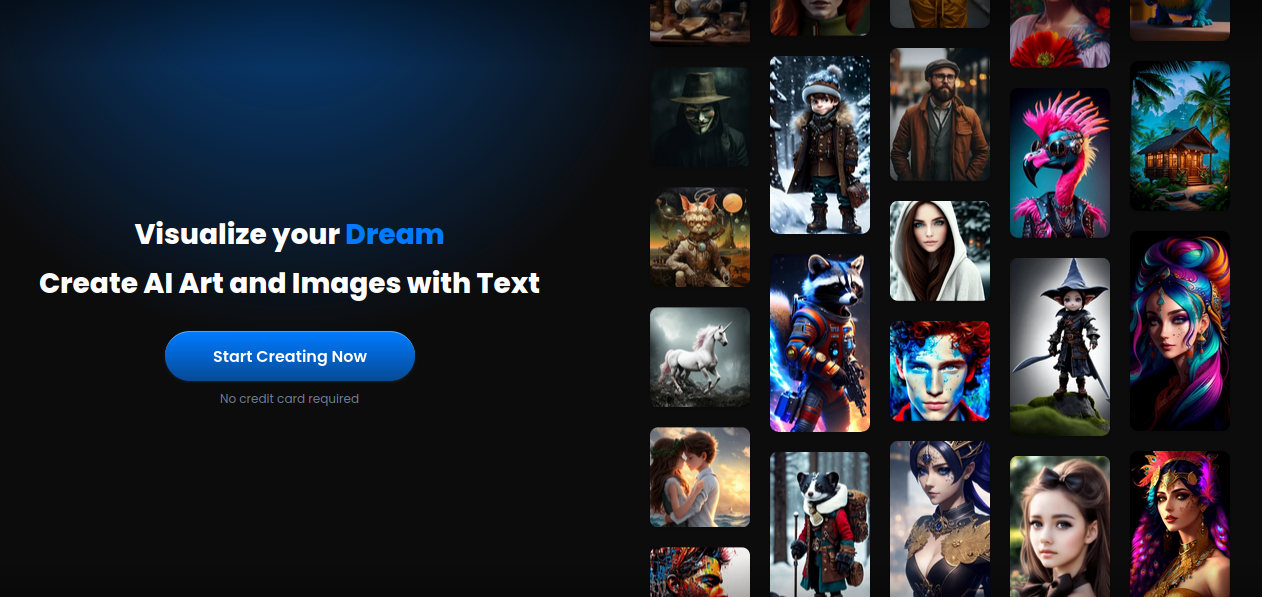 Visualize your Dream
Create AI Art and Images with Text
Start Creating Now
No credit card required